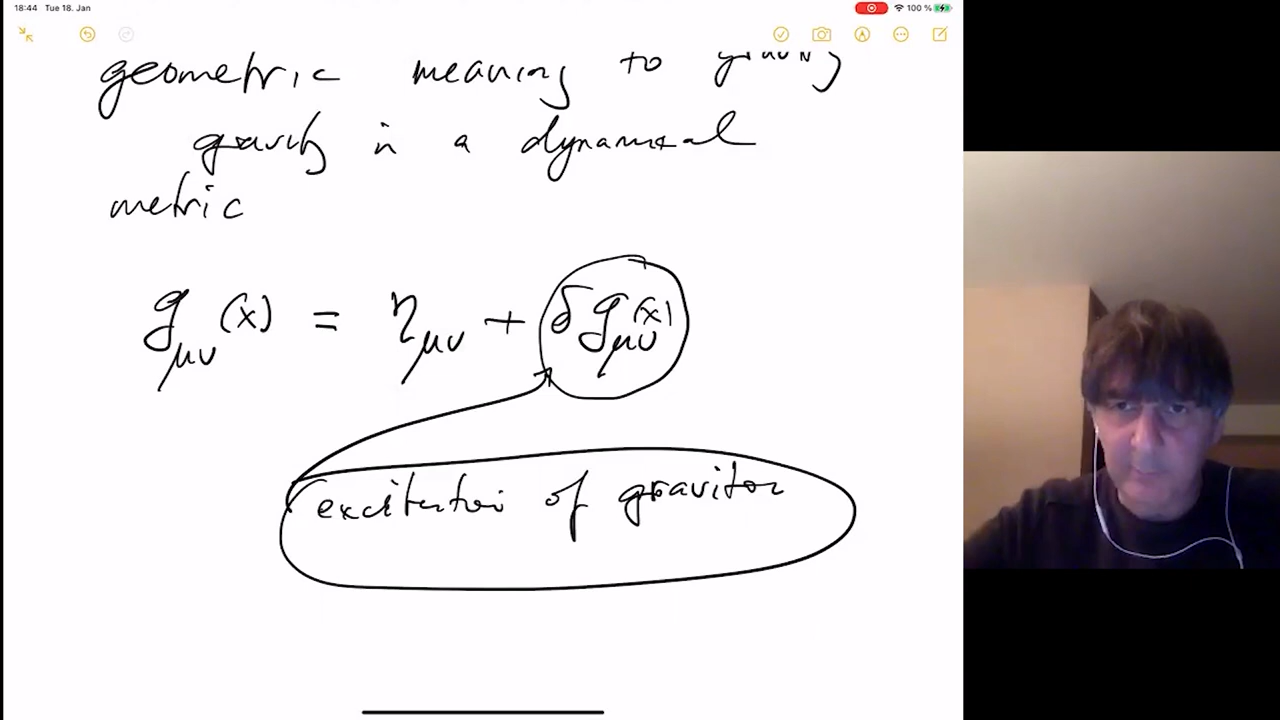 18:44 Tue 18. Jan
100 %
geometric meaning to gravity
gravity is a dynamical
metric
g_μν(x) = η_μν + δg_μν(x)
excitation of graviton